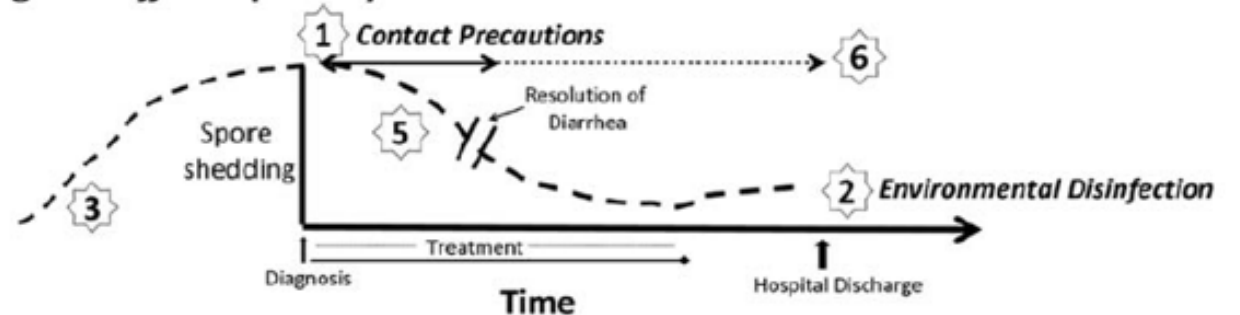 1 Contact Precautions
6
Resolution of
Diarrhea
Spore
shedding
5
3
2 Environmental Disinfection
Treatment
Diagnosis
Hospital Discharge
Time